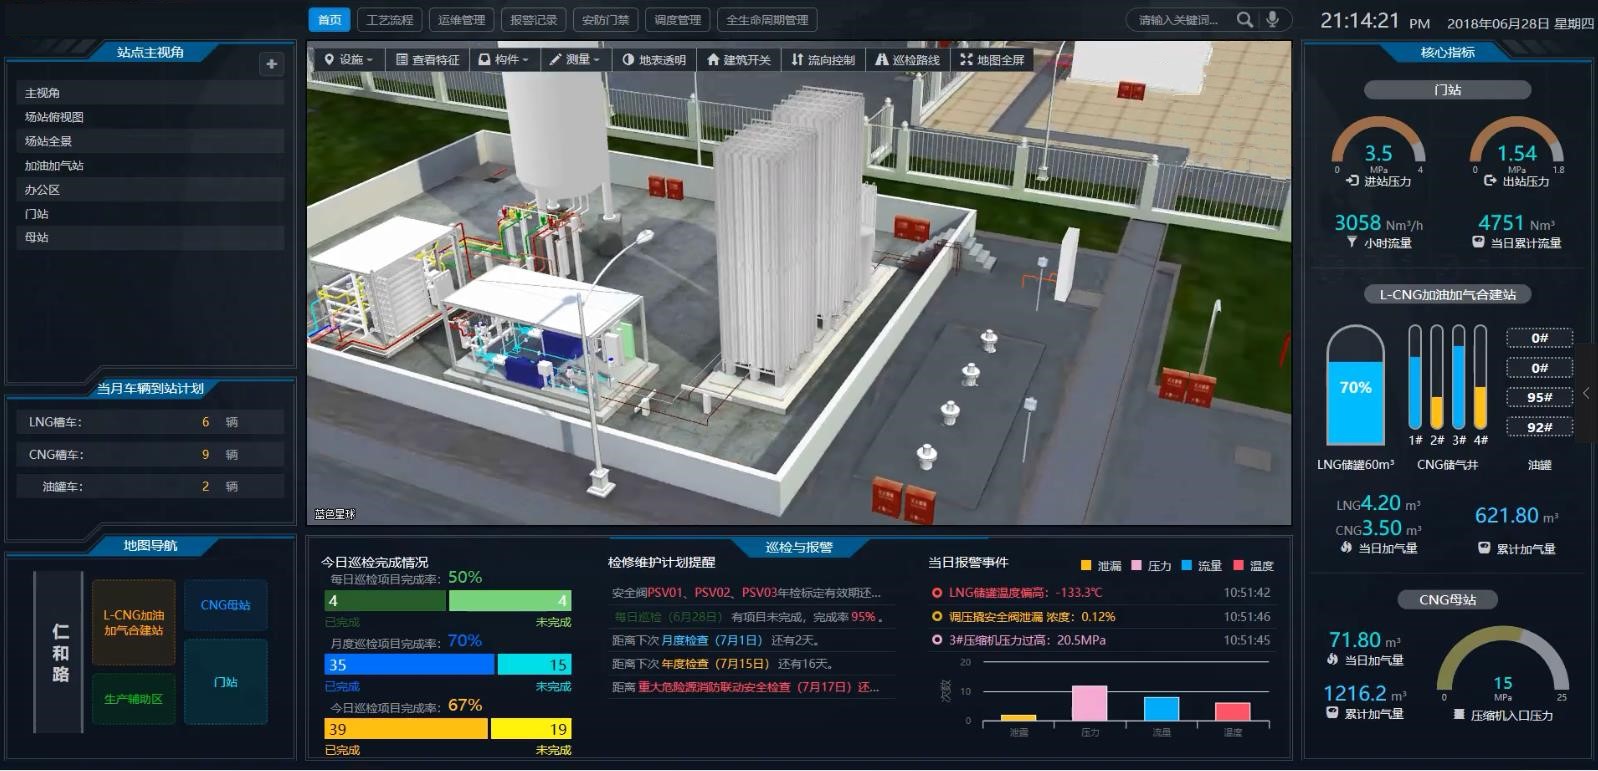 首页 工艺流程 运维管理 报警记录 安防门禁 调度管理 全生命周期管理
请输入关键词...
21:14:21 PM 2018年06月28日 星期四
站点主视角
主视角
场站俯视图
场站全景
加油加气站
办公区
门站
母站
当月车辆到站计划
LNG槽车: 6 辆
CNG槽车: 9 辆
油罐车: 2 辆
地图导航
仁和路
L-CNG加油
加气合建站
CNG母站
门站
生产辅助区
设施 查看特征 构件 测量 地表透明 建筑开关 流向控制 巡检路线 地图全屏
蓝色星球
巡检与报警
今日巡检完成情况
每日巡检项目完成率: 50%
4 4
已完成 未完成
月度巡检项目完成率: 70%
35 15
已完成 未完成
今日巡检项目完成率: 67%
39 19
已完成 未完成
检修维护计划提醒
安全阀PSV01、PSV02、PSV03年检标定有效期还...
每日巡检（6月28日）有项目未完成，完成率 95% 。
距离下次 月度检查（7月1日） 还有2天。
距离下次 年度检查（7月15日） 还有16天。
距离 重大危险源消防联动安全检查（7月17日）还...
当日报警事件
泄漏 压力 流量 温度
LNG储罐温度偏高: -133.3℃ 10:51:42
调压撬安全阀泄漏 浓度: 0.12% 10:51:46
3#压缩机压力过高: 20.5MPa 10:51:45
次数
20
10
0
泄漏 压力 流量 温度
核心指标
门站
3.5
MPa
0 4
进站压力
1.54
MPa
0 1.8
出站压力
3058 Nm³/h
小时流量
4751 Nm³
当日累计流量
L-CNG加油加气合建站
70%
LNG储罐60m³
1# 2# 3# 4#
CNG储气井
0#
0#
95#
92#
油罐
LNG4.20 m³
CNG3.50 m³
当日加气量
621.80 m³
累计加气量
CNG母站
71.80 m³
当日加气量
1216.2 m³
累计加气量
15
MPa
0 25
压缩机入口压力